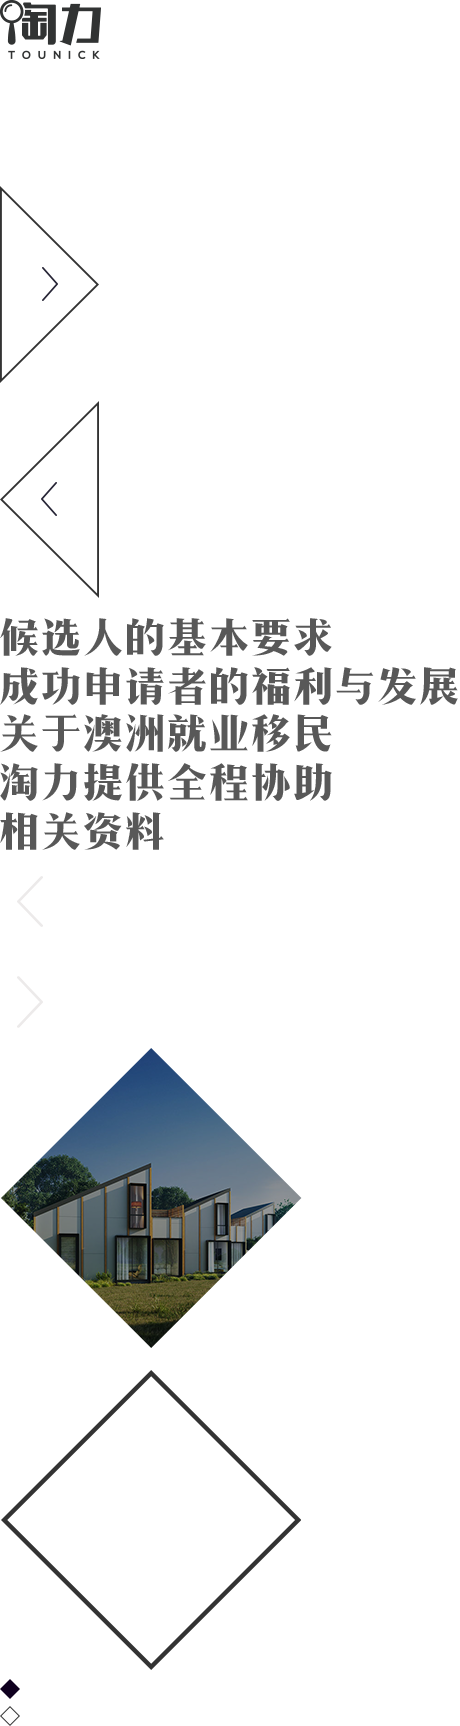 淘力
TOUNICK
候选人的基本要求
成功申请者的福利与发展
关于澳洲就业移民
淘力提供全程协助
相关资料